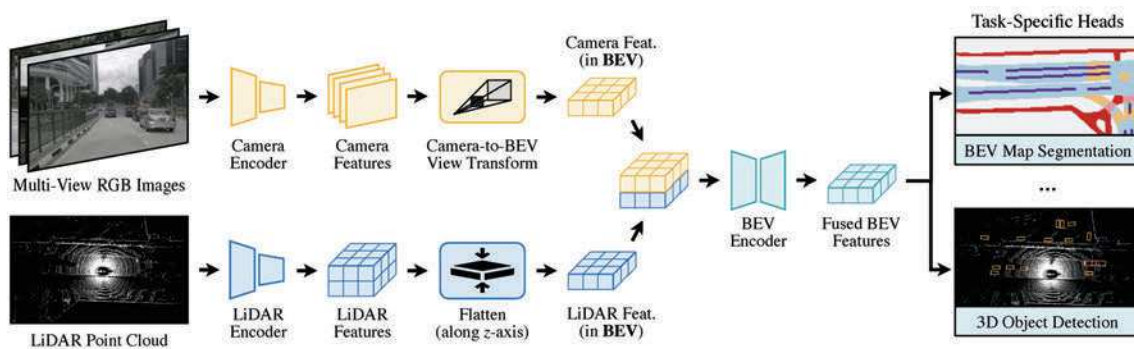 Task-Specific Heads
Camera Feat.
(in BEV)
Camera
Encoder
Camera
Features
Camera-to-BEV
View Transform
Multi-View RGB Images
BEV Map Segmentation
...
BEV
Encoder
Fused BEV
Features
LiDAR
Encoder
LiDAR
Features
Flatten
(along z-axis)
LiDAR Feat.
(in BEV)
LiDAR Point Cloud
3D Object Detection